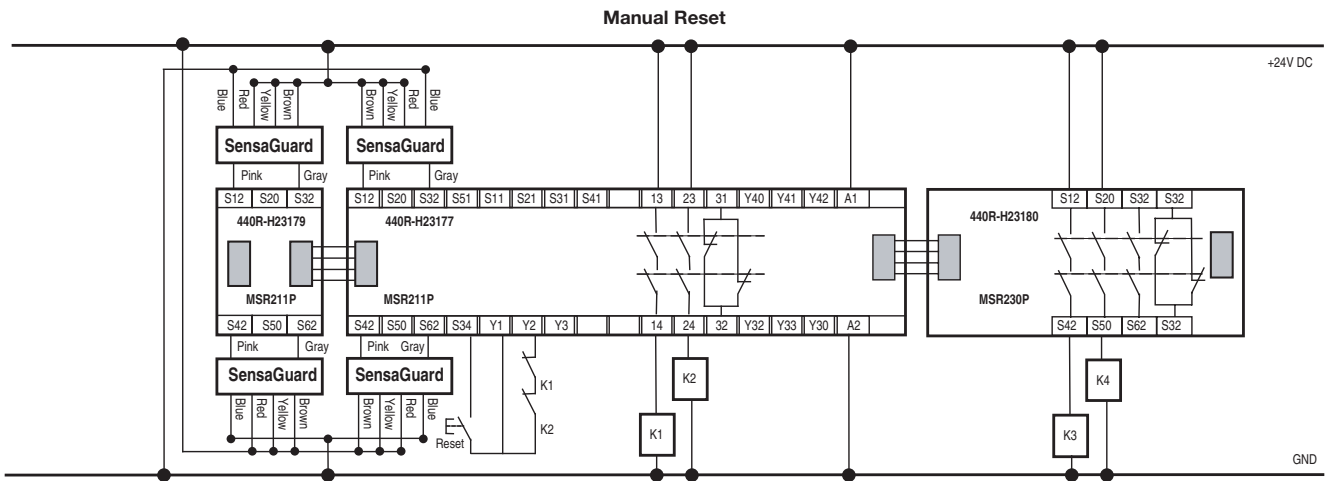 Manual Reset
+24V DC
Blue Red Yellow Brown Brown Yellow Red Blue
SensaGuard SensaGuard
Pink Gray Pink Gray
S12 S20 S32 S12 S20 S32 S51 S11 S21 S31 S41 13 23 31 Y40 Y41 Y42 A1 S12 S20 S32 S32
440R-H23179 440R-H23177 440R-H23180
MSR211P MSR211P MSR230P
S42 S50 S62 S42 S50 S62 S34 Y1 Y2 Y3 14 24 32 Y32 Y33 Y30 A2 S42 S50 S62 S32
Pink Gray Pink Gray
SensaGuard SensaGuard K1 K2 K4
Blue Red Yellow Brown Brown Yellow Red Blue
Reset K2 K1 K3
GND